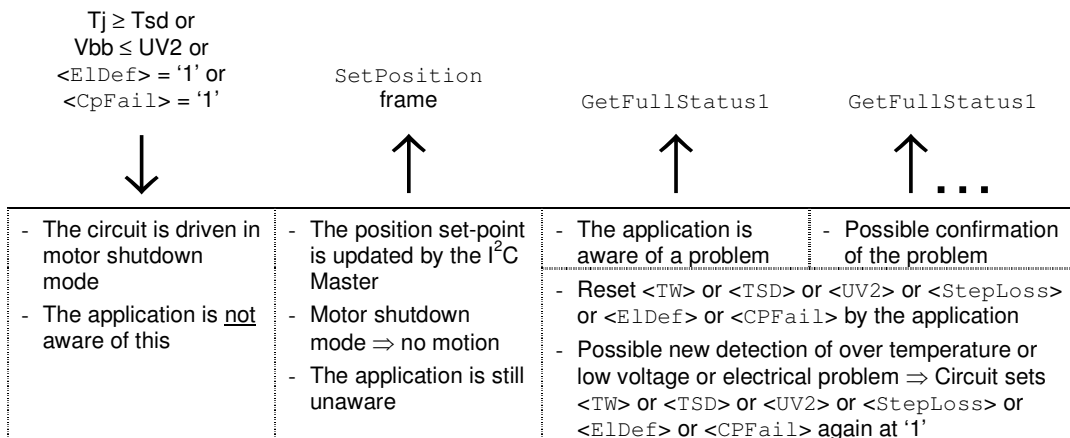 Tj ≥ Tsd or
Vbb ≤ UV2 or
<ElDef> = ‘1’ or
<CpFail> = ‘1’
SetPosition
frame
GetFullStatus1
GetFullStatus1
...
- The circuit is driven in
motor shutdown
mode
- The application is not
aware of this
- The position set-point
is updated by the I²C
Master
- Motor shutdown
mode ⇒ no motion
- The application is still
unaware
- The application is
aware of a problem
- Possible confirmation
of the problem
- Reset <TW> or <TSD> or <UV2> or <StepLoss>
or <ElDef> or <CPFail> by the application
- Possible new detection of over temperature or
low voltage or electrical problem ⇒ Circuit sets
<TW> or <TSD> or <UV2> or <StepLoss> or
<ElDef> or <CPFail> again at ‘1’